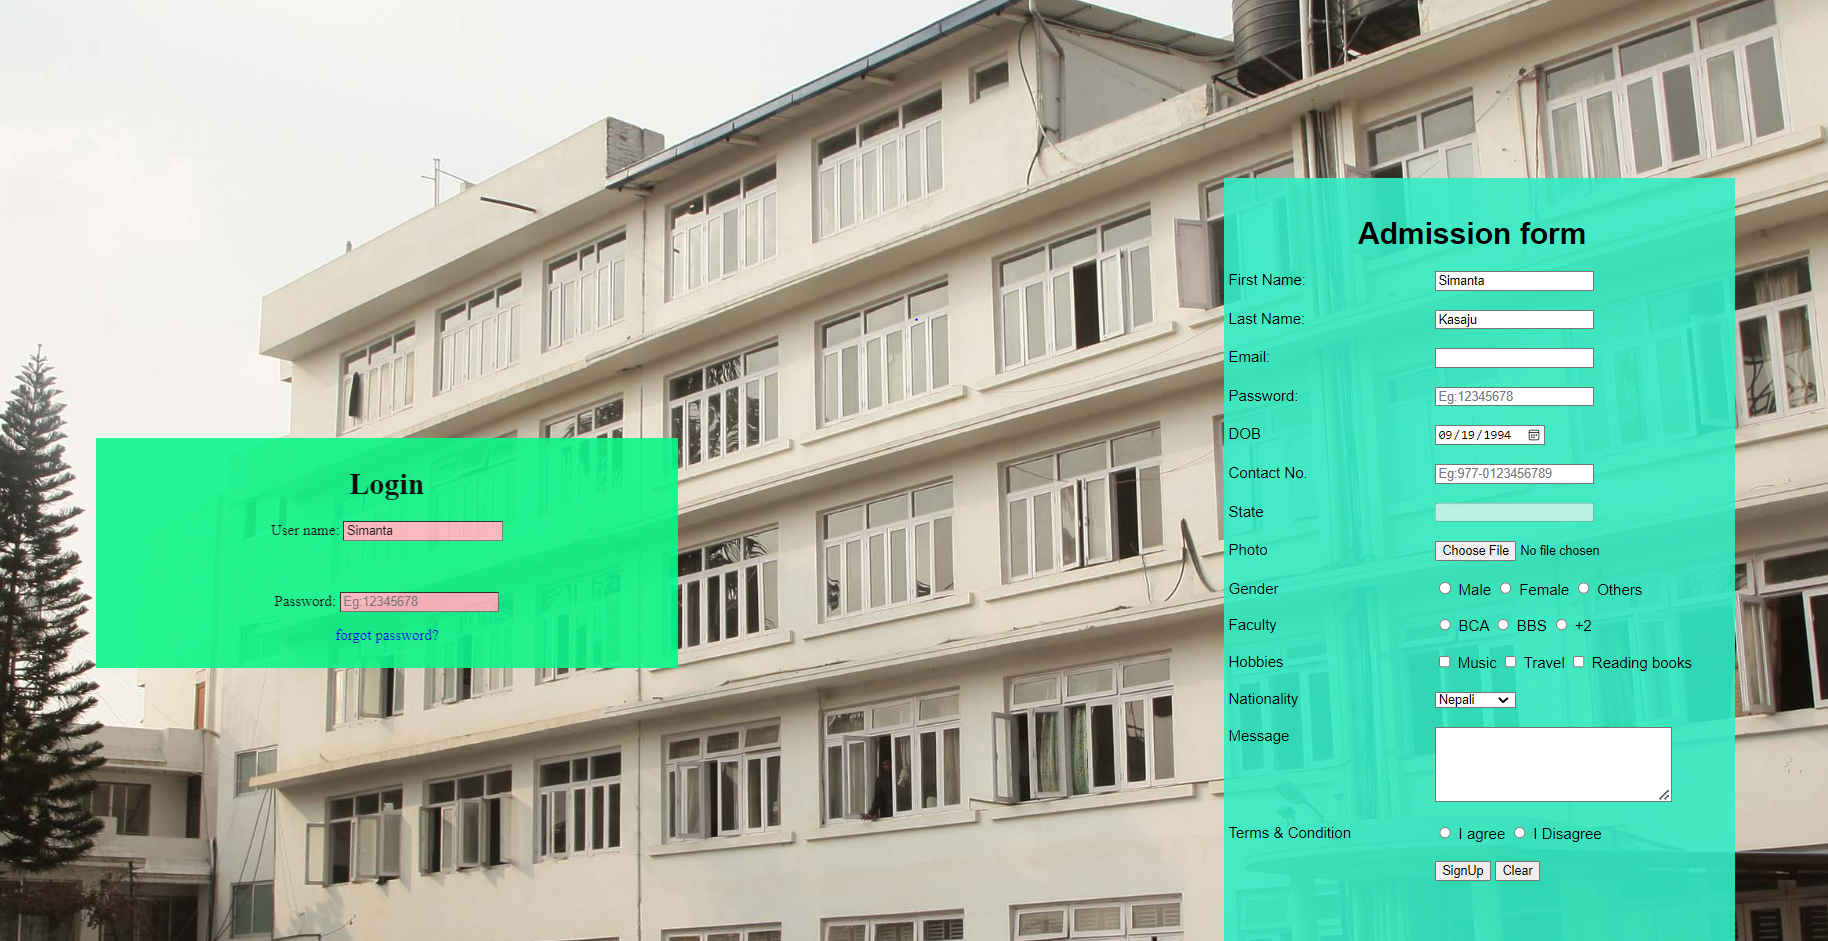 Login
User name: Simanta
Password: Eg:12345678
forgot password?
Admission form
First Name: Simanta
Last Name: Kasaju
Email:
Password: Eg:12345678
DOB 09/19/1994
Contact No. Eg:977-0123456789
State
Photo Choose File No file chosen
Gender Male Female Others
Faculty BCA BBS +2
Hobbies Music Travel Reading books
Nationality Nepali
Message
Terms & Condition I agree I Disagree
SignUp Clear